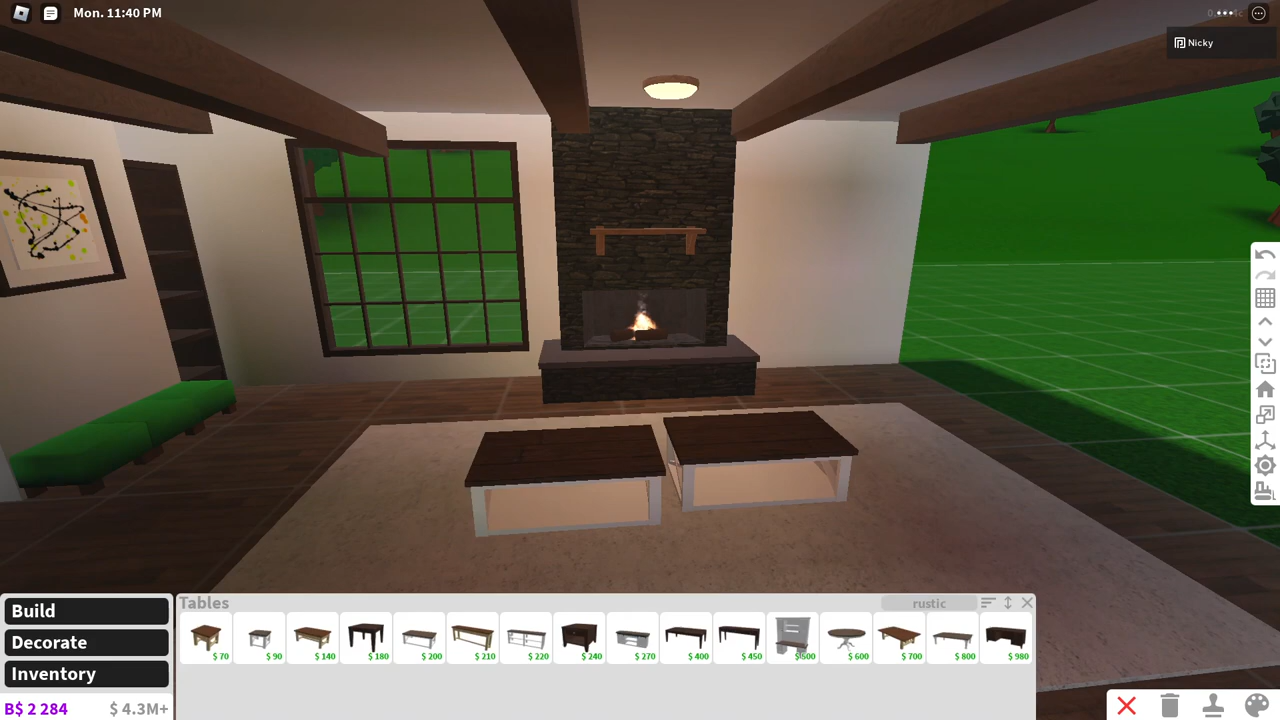 Mon. 11:40 PM
Nicky
Build
Decorate
Inventory
B$ 2 284
$ 4.3M+
Tables
rustic
$ 70
$ 90
$ 140
$ 180
$ 200
$ 210
$ 220
$ 240
$ 270
$ 400
$ 450
$ 500
$ 600
$ 700
$ 800
$ 980